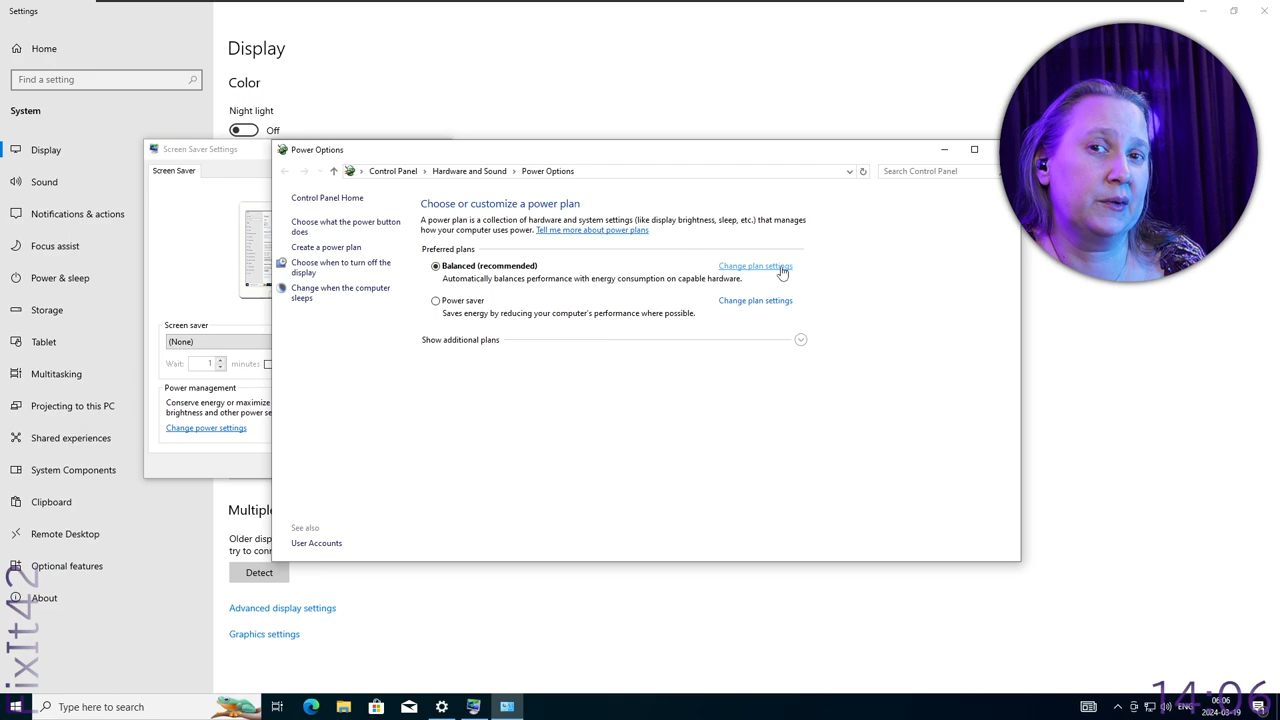 Settings
Home
Find a setting
System
Display
Sound
Notifications & actions
Focus assist
Power & sleep
Storage
Tablet
Multitasking
Projecting to this PC
Shared experiences
System Components
Clipboard
Remote Desktop
Optional features
About
Display
Color
Night light
Off
Screen Saver Settings
Screen Saver
Screen saver
(None)
Wait: 1 minutes
Power management
Conserve energy or maximize
brightness and other power se
Change power settings
Multiple
Older disp
try to conn
Detect
Advanced display settings
Graphics settings
Power Options
Control Panel > Hardware and Sound > Power Options
Search Control Panel
Control Panel Home
Choose what the power button
does
Create a power plan
Choose when to turn off the
display
Change when the computer
sleeps
See also
User Accounts
Choose or customize a power plan
A power plan is a collection of hardware and system settings (like display brightness, sleep, etc.) that manages
how your computer uses power. Tell me more about power plans
Preferred plans
Balanced (recommended) Change plan settings
Automatically balances performance with energy consumption on capable hardware.
Power saver Change plan settings
Saves energy by reducing your computer's performance where possible.
Show additional plans
fixit42
14:06
Type here to search
ENG
06:06
2024-03-19